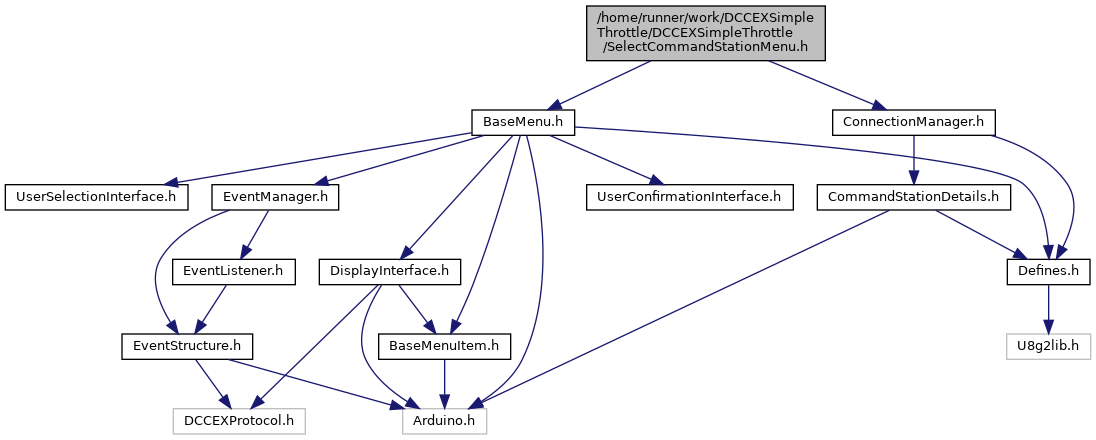 /home/runner/work/DCCEXSimple
Throttle/DCCEXSimpleThrottle
/SelectCommandStationMenu.h
BaseMenu.h
ConnectionManager.h
UserSelectionInterface.h
EventManager.h
UserConfirmationInterface.h
CommandStationDetails.h
EventListener.h
DisplayInterface.h
Defines.h
EventStructure.h
BaseMenuItem.h
U8g2lib.h
DCCEXProtocol.h
Arduino.h